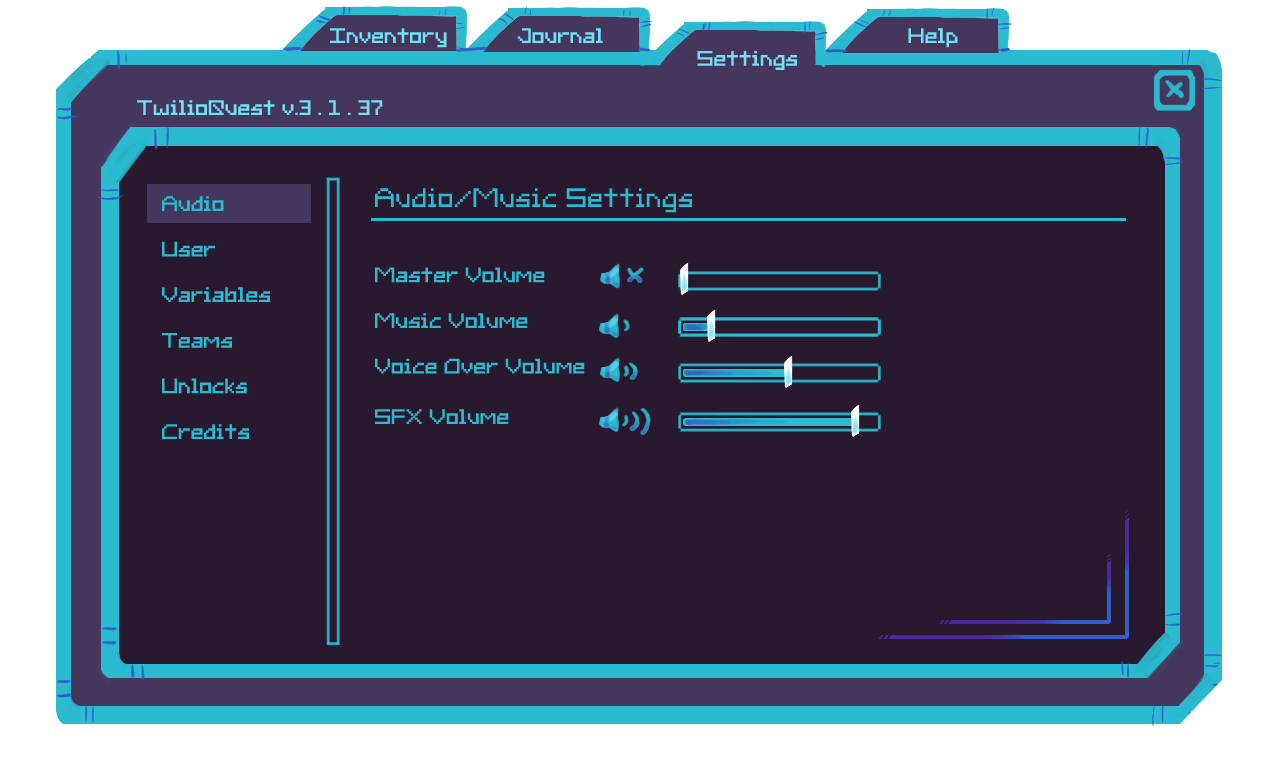 Inventory
Journal
Settings
Help
TwilioQuest v.3.1.37
Audio
User
Variables
Teams
Unlocks
Credits
Audio/Music Settings
Master Volume
Music Volume
Voice Over Volume
SFX Volume